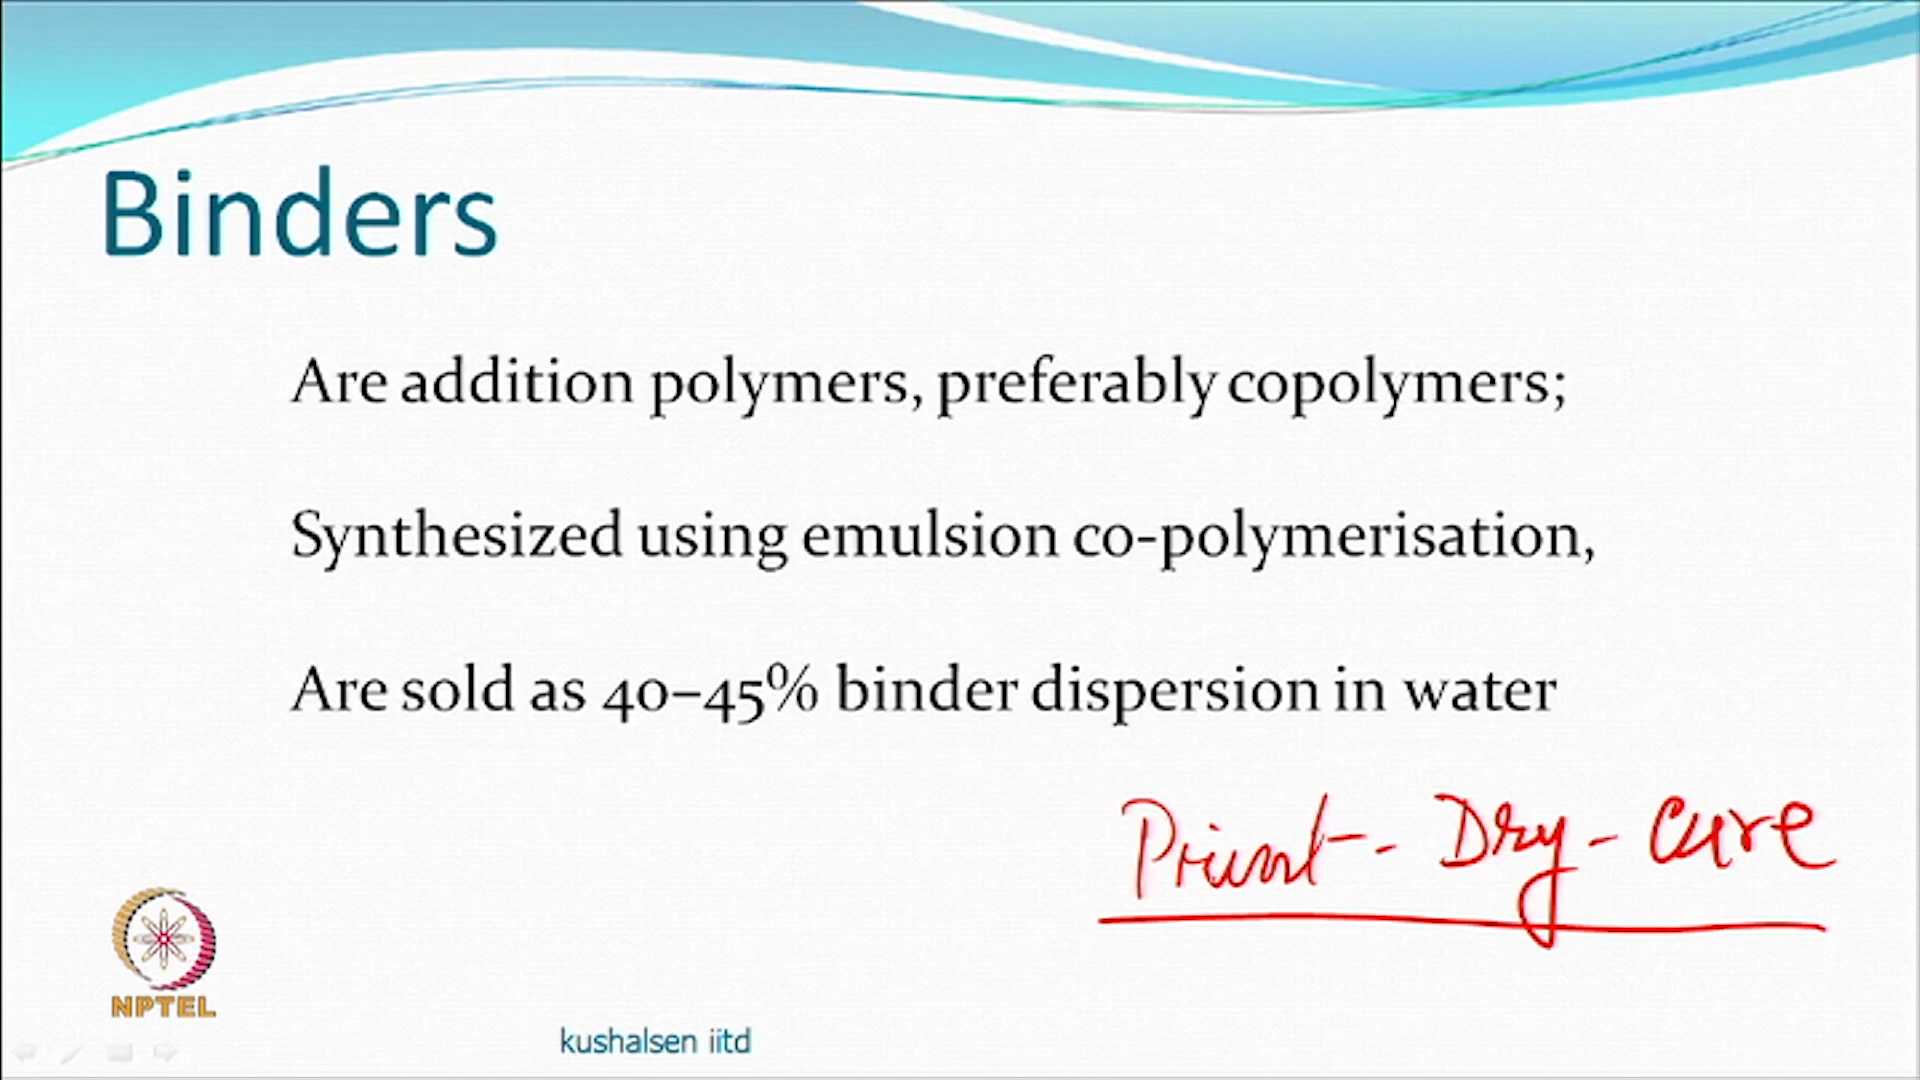 Binders
Are addition polymers, preferably copolymers;
Synthesized using emulsion co-polymerisation,
Are sold as 40–45% binder dispersion in water
Print - Dry - Cure
NPTEL
kushalsen iitd